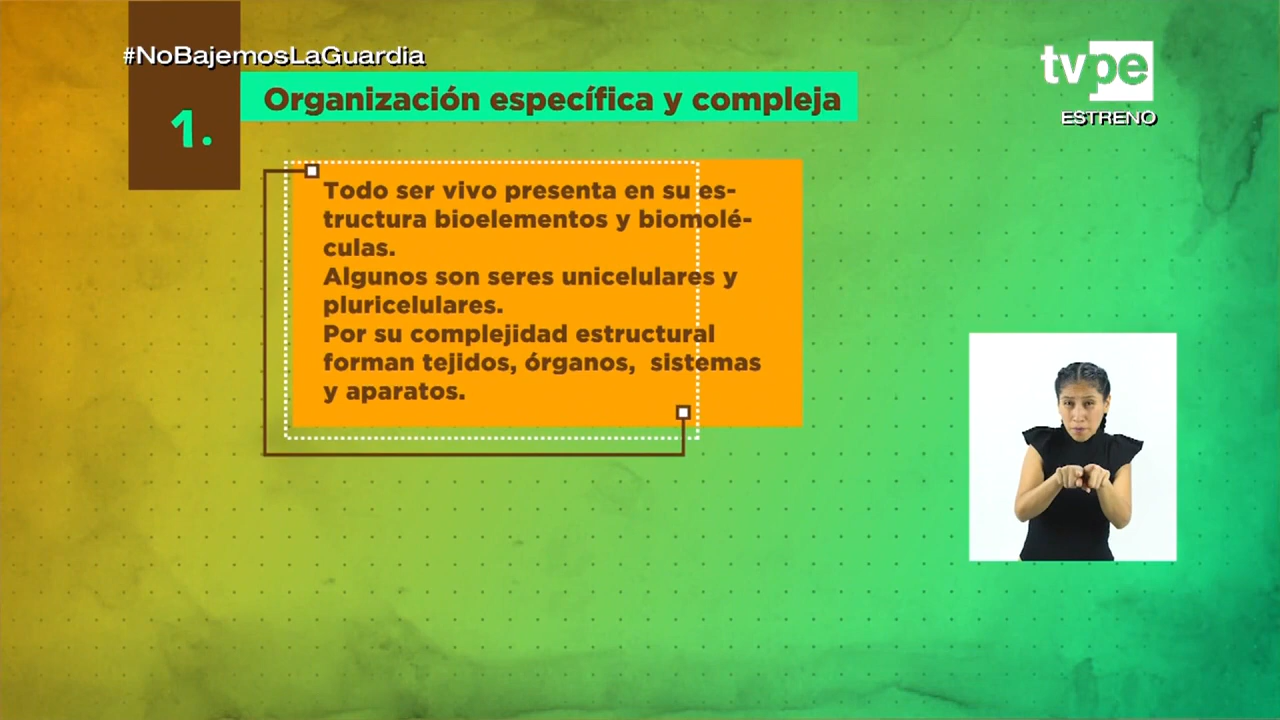 #NoBajemosLaGuardia
tvpe
ESTRENO
1.
Organización específica y compleja
Todo ser vivo presenta en su es-
tructura bioelementos y biomolé-
culas.
Algunos son seres unicelulares y
pluricelulares.
Por su complejidad estructural
forman tejidos, órganos,  sistemas
y aparatos.